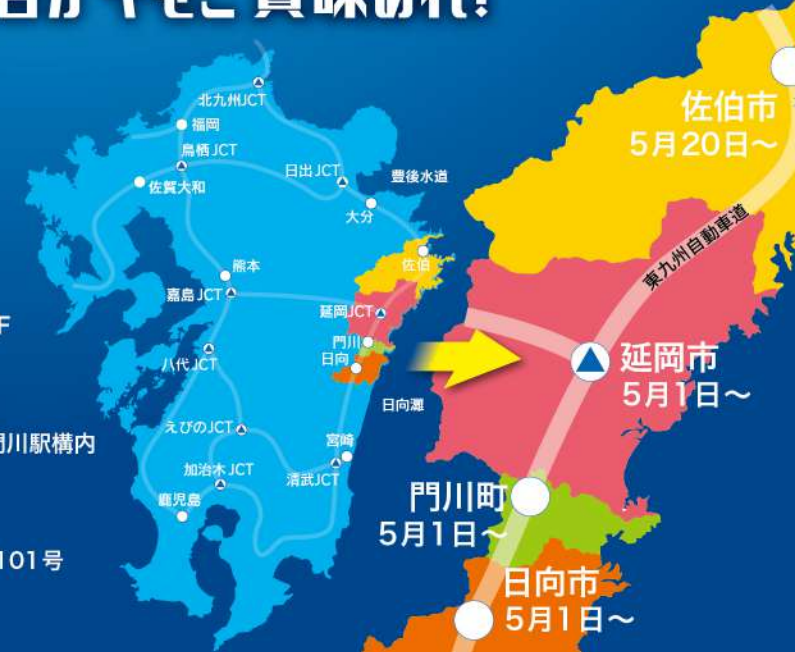 ご賞味あれ!
北九州JCT
福岡
鳥栖JCT
佐賀大和
日出JCT
豊後水道
大分
佐伯
熊本
嘉島JCT
延岡JCT
門川
日向
八代JCT
日向灘
えびのJCT
宮崎
加治木JCT
清武JCT
鹿児島
門川駅構内
101号
佐伯市
5月20日~
東九州自動車道
延岡市
5月1日~
門川町
5月1日~
日向市
5月1日~